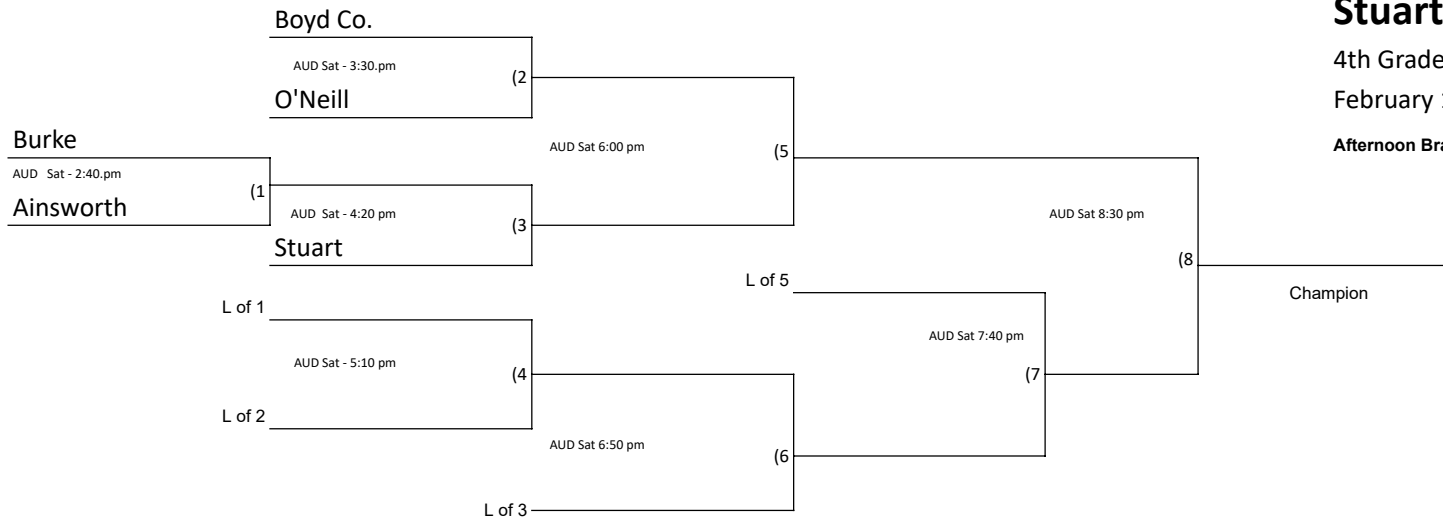 Stuart
4th Grade
February
Afternoon
Boyd Co.
AUD Sat - 3:30.pm
(2
O'Neill
Burke
AUD Sat - 2:40.pm
(1
Ainsworth
AUD Sat 6:00 pm
(5
AUD Sat - 4:20 pm
(3
Stuart
AUD Sat 8:30 pm
(8
Champion
L of 1
AUD Sat - 5:10 pm
(4
L of 2
L of 5
AUD Sat 7:40 pm
(7
AUD Sat 6:50 pm
(6
L of 3